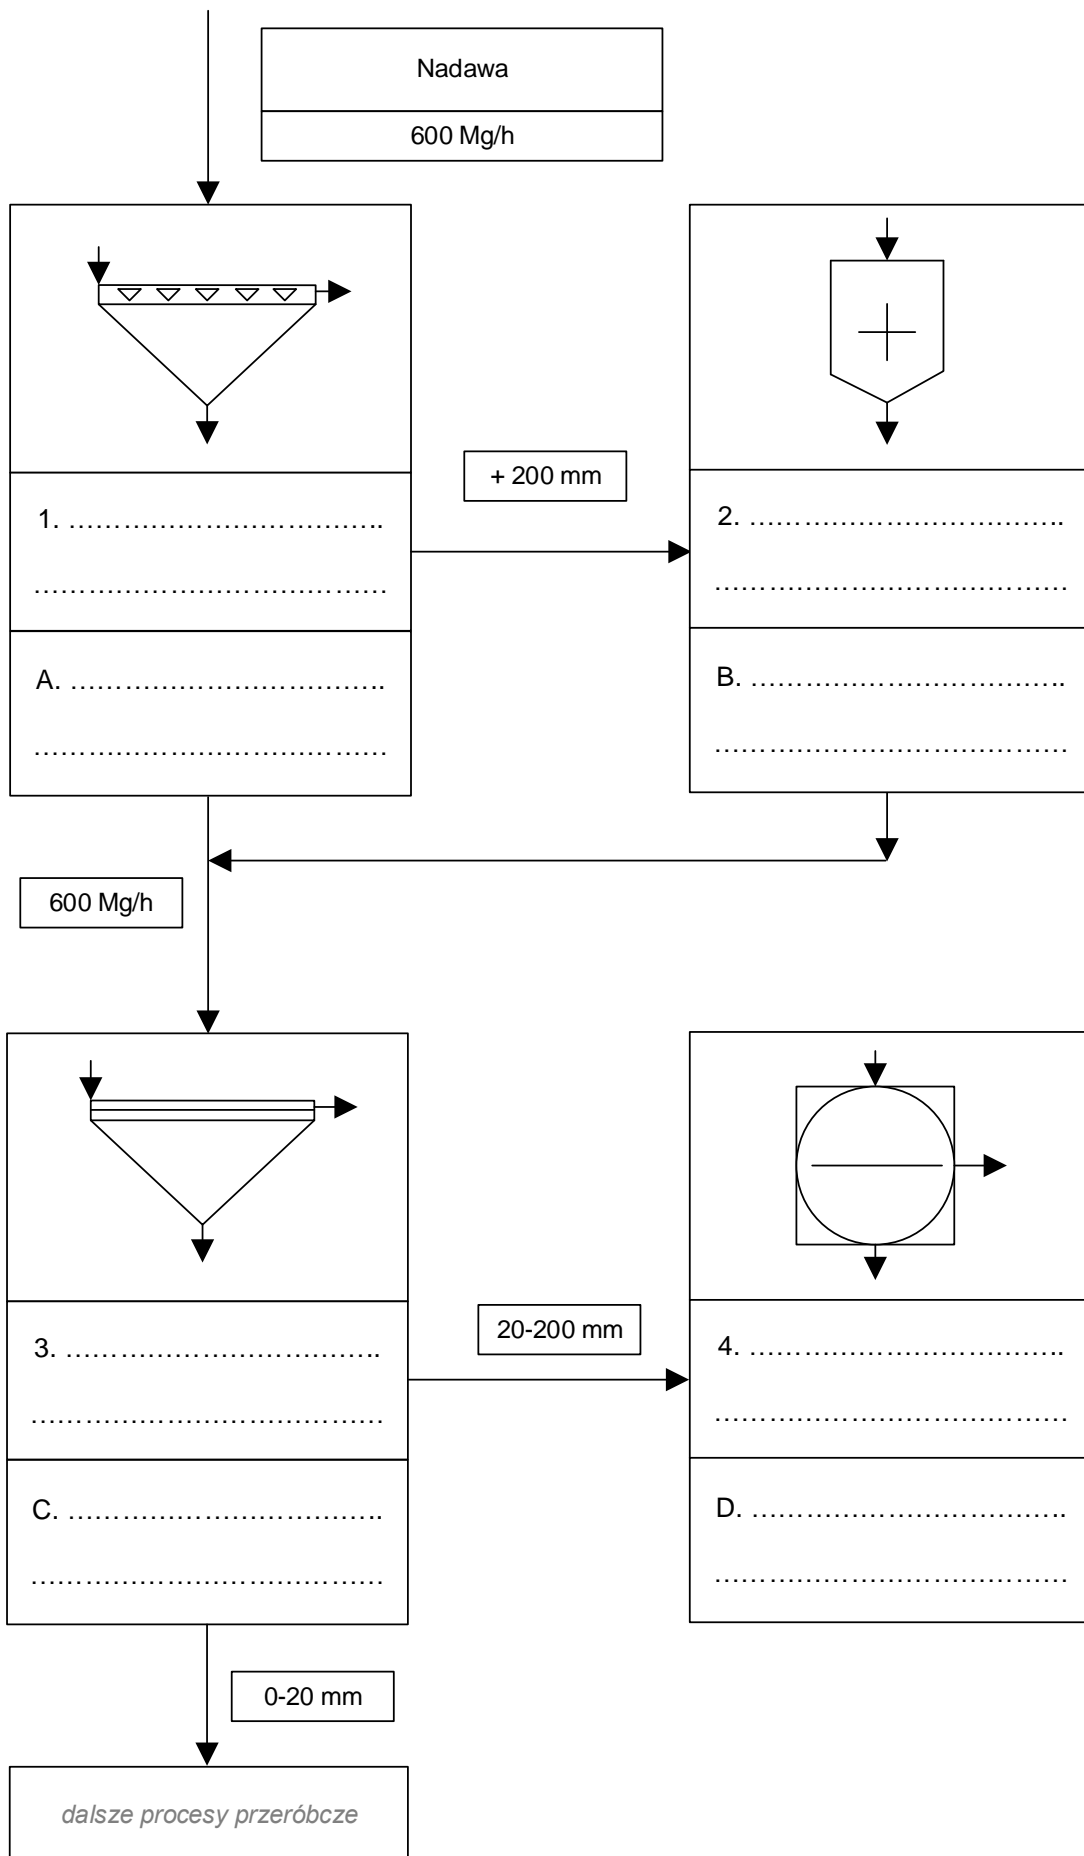 Nadawa
600 Mg/h
+ 200 mm
1. ……………………………..
…………………………………
2. ……………………………..
…………………………………
A. ……………………………..
…………………………………
B. ……………………………..
…………………………………
600 Mg/h
20-200 mm
3. ……………………………..
…………………………………
4. ……………………………..
…………………………………
C. ……………………………..
…………………………………
D. ……………………………..
…………………………………
0-20 mm
dalsze procesy przeróbcze